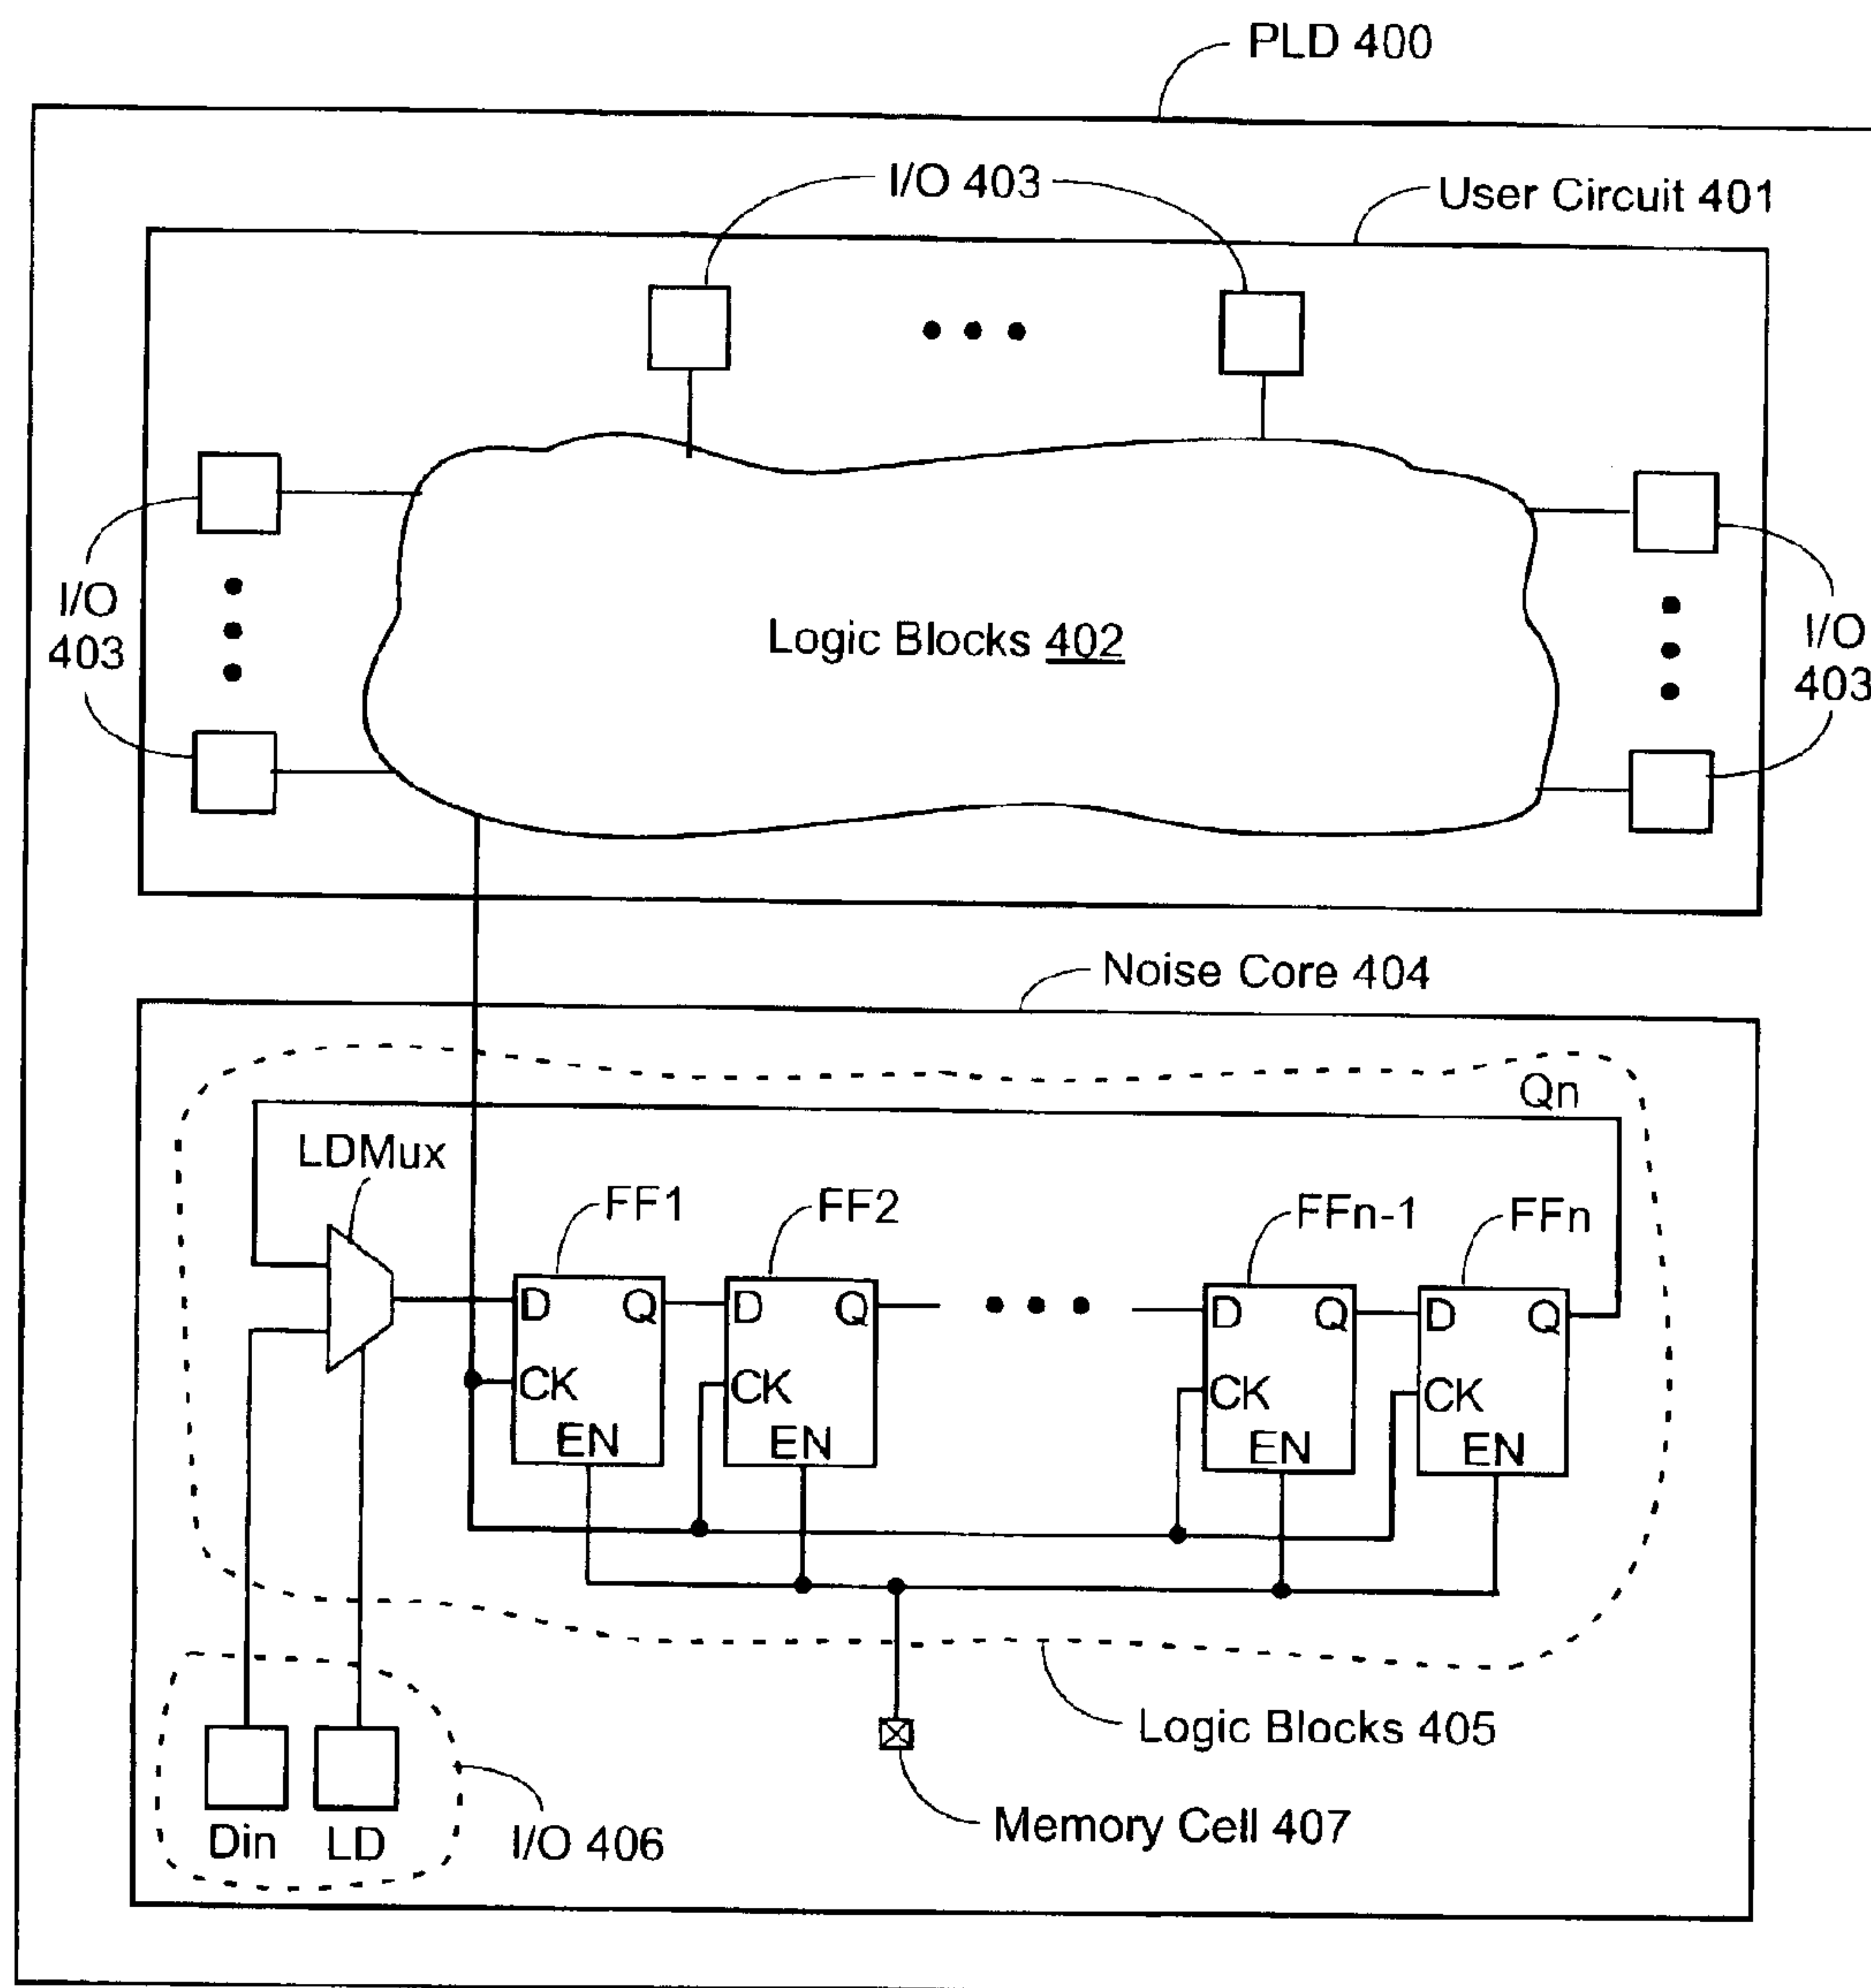 PLD 400
I/O 403
User Circuit 401
I/O
403
Logic Blocks 402
I/O
403
Noise Core 404
Qn
LDMux
FF1
FF2
FFn-1
FFn
D Q
CK
EN
D Q
CK
EN
D Q
CK
EN
D Q
CK
EN
Logic Blocks 405
Memory Cell 407
Din
LD
I/O 406